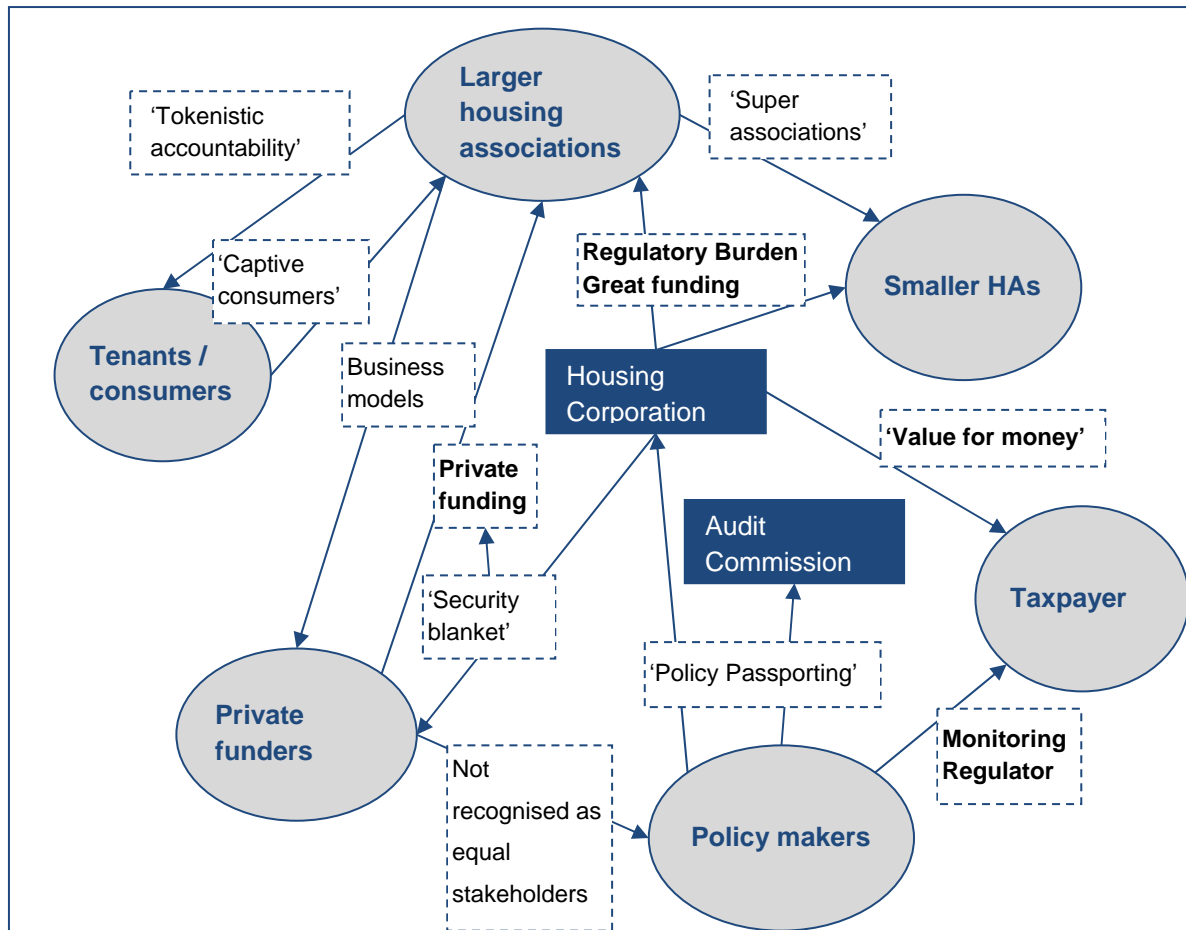 Larger
housing
associations
‘Tokenistic
accountability’
‘Super
associations’
‘Captive
consumers’
Regulatory Burden
Great funding
Smaller HAs
Tenants /
consumers
Business
models
Housing
Corporation
‘Value for money’
Private
funding
Audit
Commission
‘Security
blanket’
Taxpayer
‘Policy Passporting’
Private
funders
Monitoring
Regulator
Not
recognised as
equal
stakeholders
Policy makers